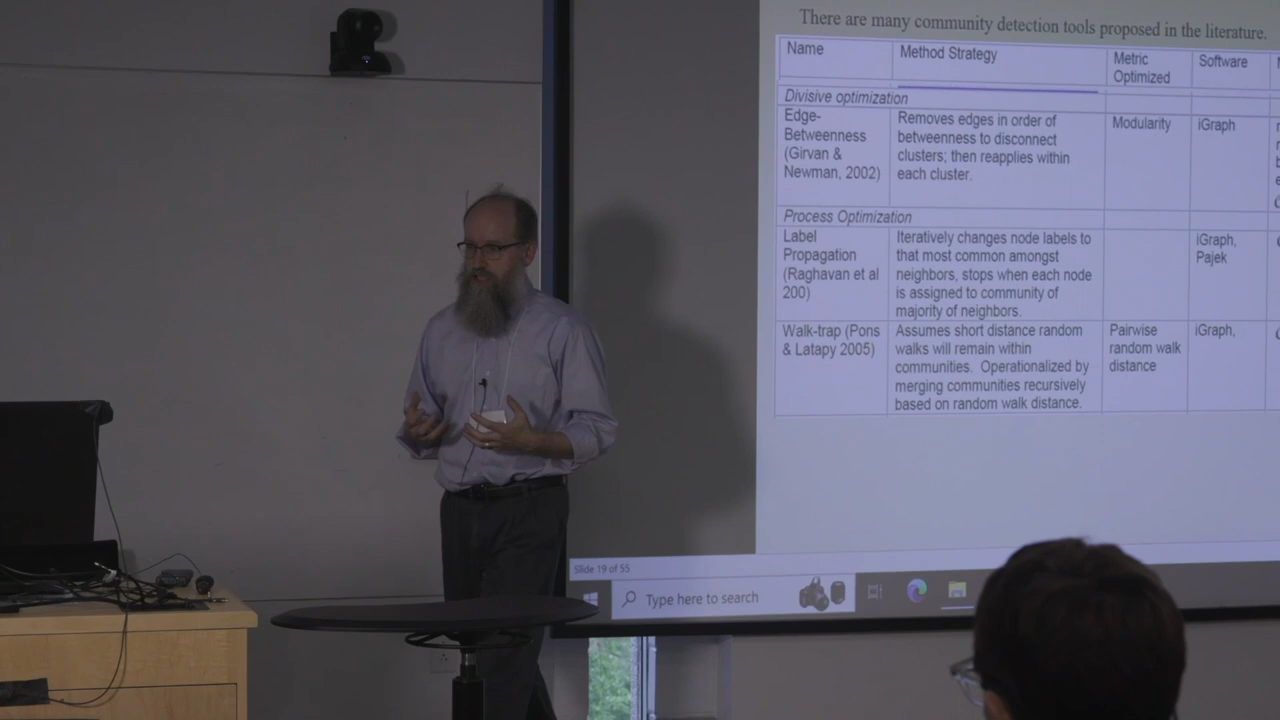 There are many community detection tools proposed in the literature.
Name
Method Strategy
Metric
Optimized
Software
Divisive optimization
Edge-
Betweenness
(Girvan &
Newman, 2002)
Removes edges in order of
betweenness to disconnect
clusters; then reapplies within
each cluster.
Modularity
iGraph
Process Optimization
Label
Propagation
(Raghavan et al
200)
Iteratively changes node labels to
that most common amongst
neighbors, stops when each node
is assigned to community of
majority of neighbors.
iGraph,
Pajek
Walk-trap (Pons
& Latapy 2005)
Assumes short distance random
walks will remain within
communities. Operationalized by
merging communities recursively
based on random walk distance.
Pairwise
random walk
distance
iGraph,
Slide 19 of 55
Type here to search